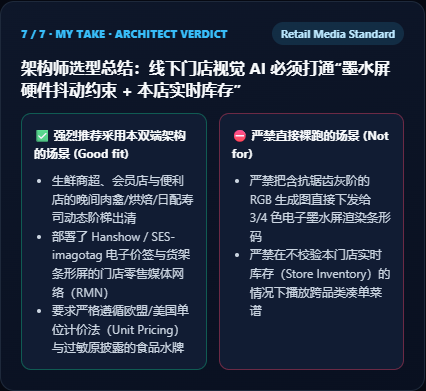 7 / 7 · MY TAKE · ARCHITECT VERDICT
Retail Media Standard
架构师选型总结：线下门店视觉 AI 必须打通“墨水屏
硬件抖动约束 + 本店实时库存”
✅ 强烈推荐采用本双端架构
的场景 (Good fit)
• 生鲜商超、会员店与便利
店的晚间肉禽/烘焙/日配寿
司动态阶梯出清
• 部署了 Hanshow / SES-
imagotag 电子价签与货架
条形屏的门店零售媒体网
络（RMN）
• 要求严格遵循欧盟/美国单
位计价法（Unit Pricing）
与过敏原披露的食品水牌
⛔ 严禁直接裸跑的场景 (Not
for)
• 严禁把含抗锯齿灰阶的
RGB 生成图直接下发给
3/4 色电子墨水屏渲染条形
码
• 严禁在不校验本门店实时
库存（Store Inventory）的
情况下播放跨品类凑单菜
谱